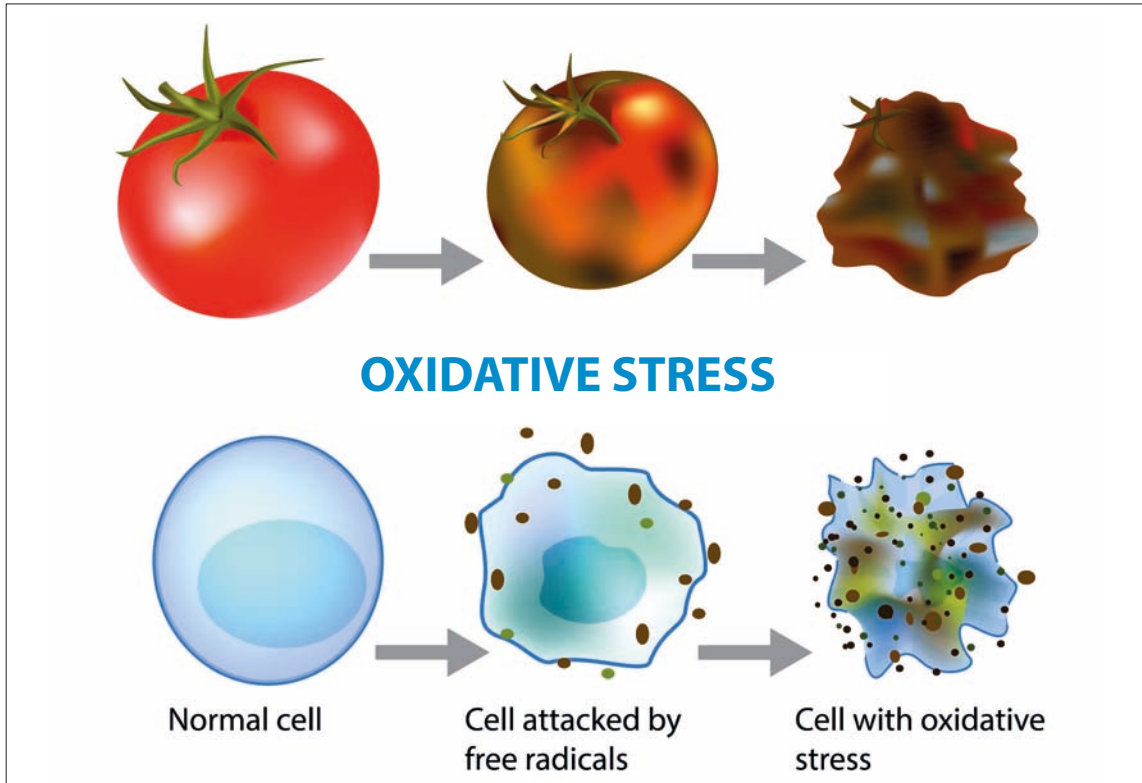 OXIDATIVE STRESS
Normal cell
Cell attacked by
free radicals
Cell with oxidative
stress